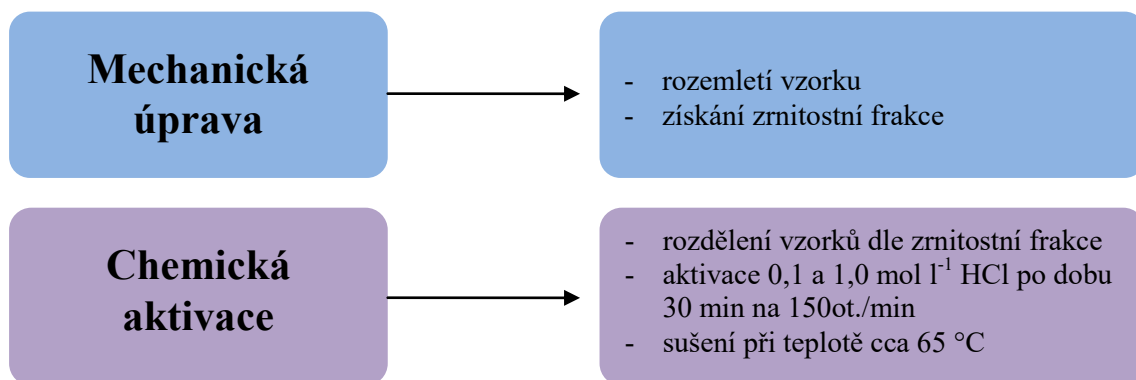 Mechanická
úprava
- rozemletí vzorku
- získání zrnitostní frakce
Chemická
aktivace
- rozdělení vzorků dle zrnitostní frakce
- aktivace 0,1 a 1,0 mol l⁻¹ HCl po dobu
30 min na 150ot./min
- sušení při teplotě cca 65 °C